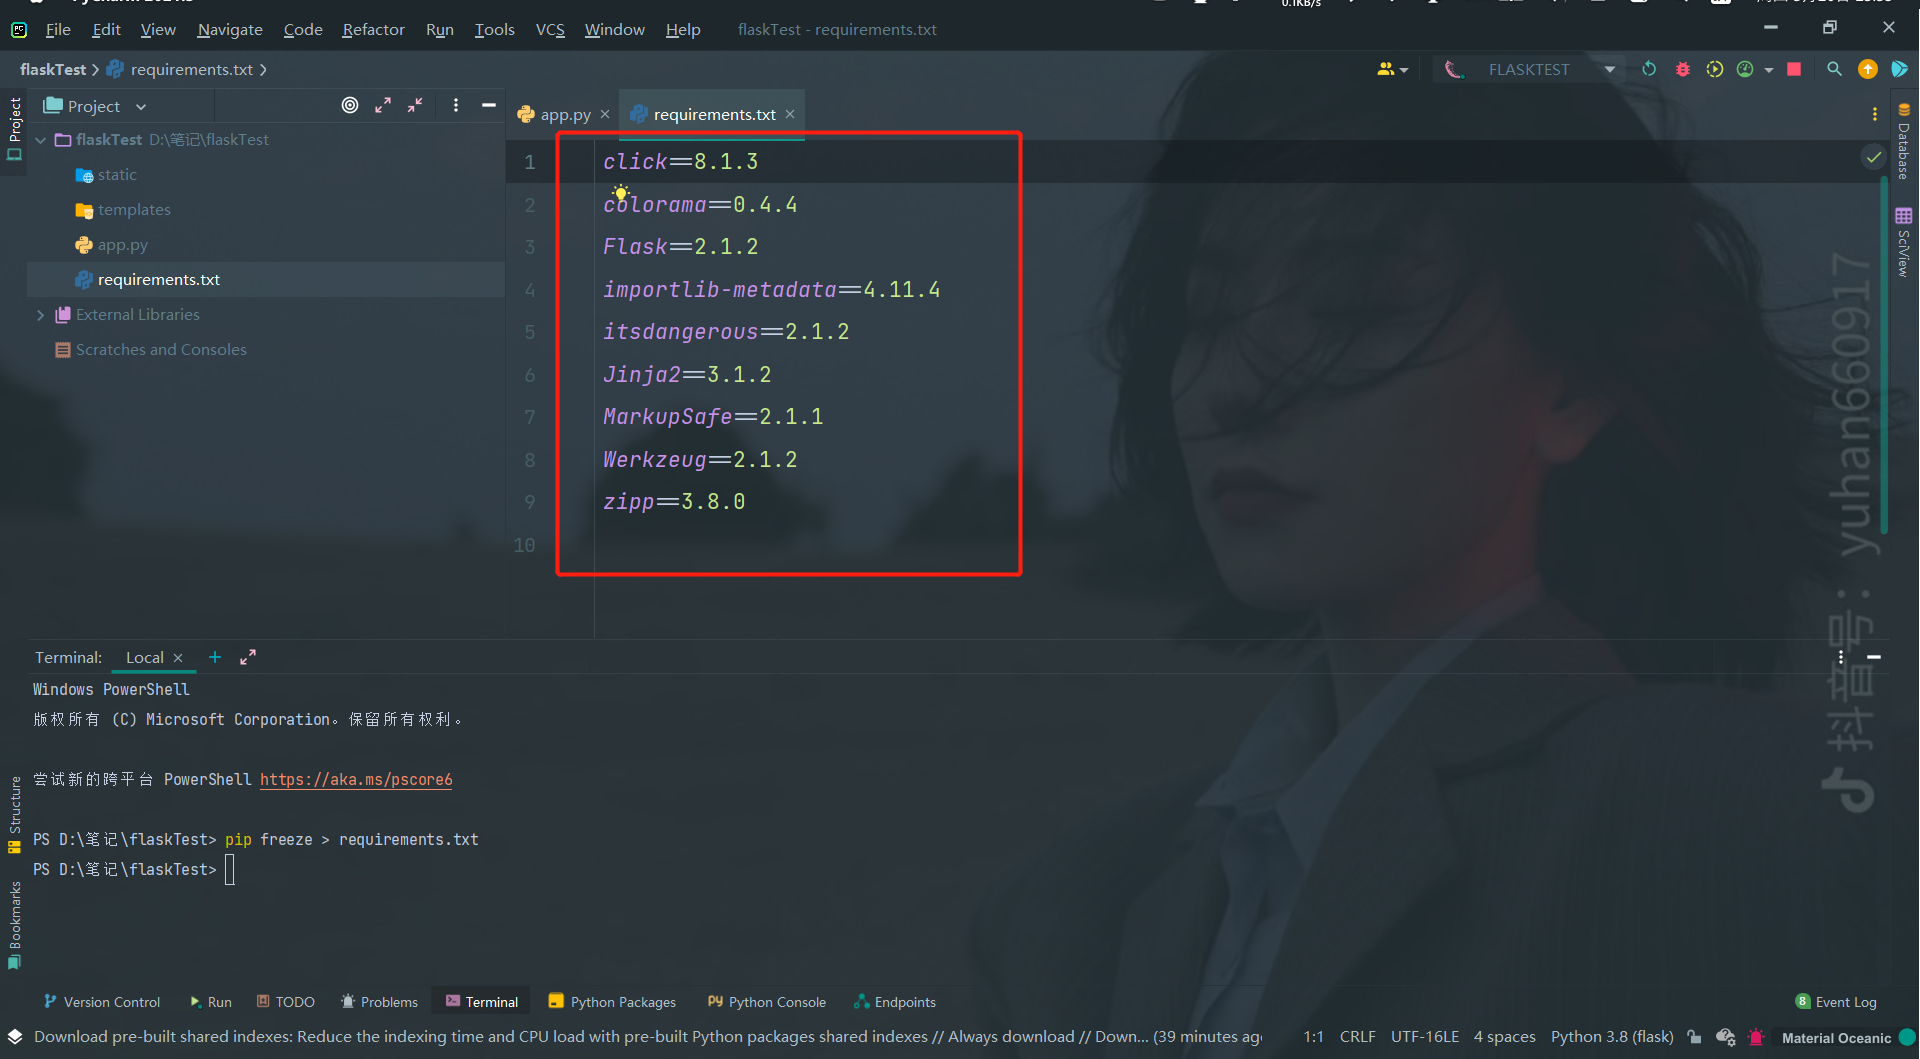 0.1KB/s
File Edit View Navigate Code Refactor Run Tools VCS Window Help flaskTest - requirements.txt
flaskTest requirements.txt FLASKTEST
Project
Project
app.py requirements.txt
flaskTest D:\笔记\flaskTest
static
templates
app.py
requirements.txt
External Libraries
Scratches and Consoles
1 click==8.1.3
2 colorama==0.4.4
3 Flask==2.1.2
4 importlib-metadata==4.11.4
5 itsdangerous==2.1.2
6 Jinja2==3.1.2
7 MarkupSafe==2.1.1
8 Werkzeug==2.1.2
9 zipp==3.8.0
10
Database
SciView
抖音号: yuhan660917
Terminal: Local
Windows PowerShell
版权所有 (C) Microsoft Corporation。保留所有权利。
尝试新的跨平台 PowerShell https://aka.ms/pscore6
PS D:\笔记\flaskTest> pip freeze > requirements.txt
PS D:\笔记\flaskTest>
Structure
Bookmarks
Version Control Run TODO Problems Terminal Python Packages Python Console Endpoints 8 Event Log
Download pre-built shared indexes: Reduce the indexing time and CPU load with pre-built Python packages shared indexes // Always download // Down... (39 minutes ag 1:1 CRLF UTF-16LE 4 spaces Python 3.8 (flask) Material Oceanic